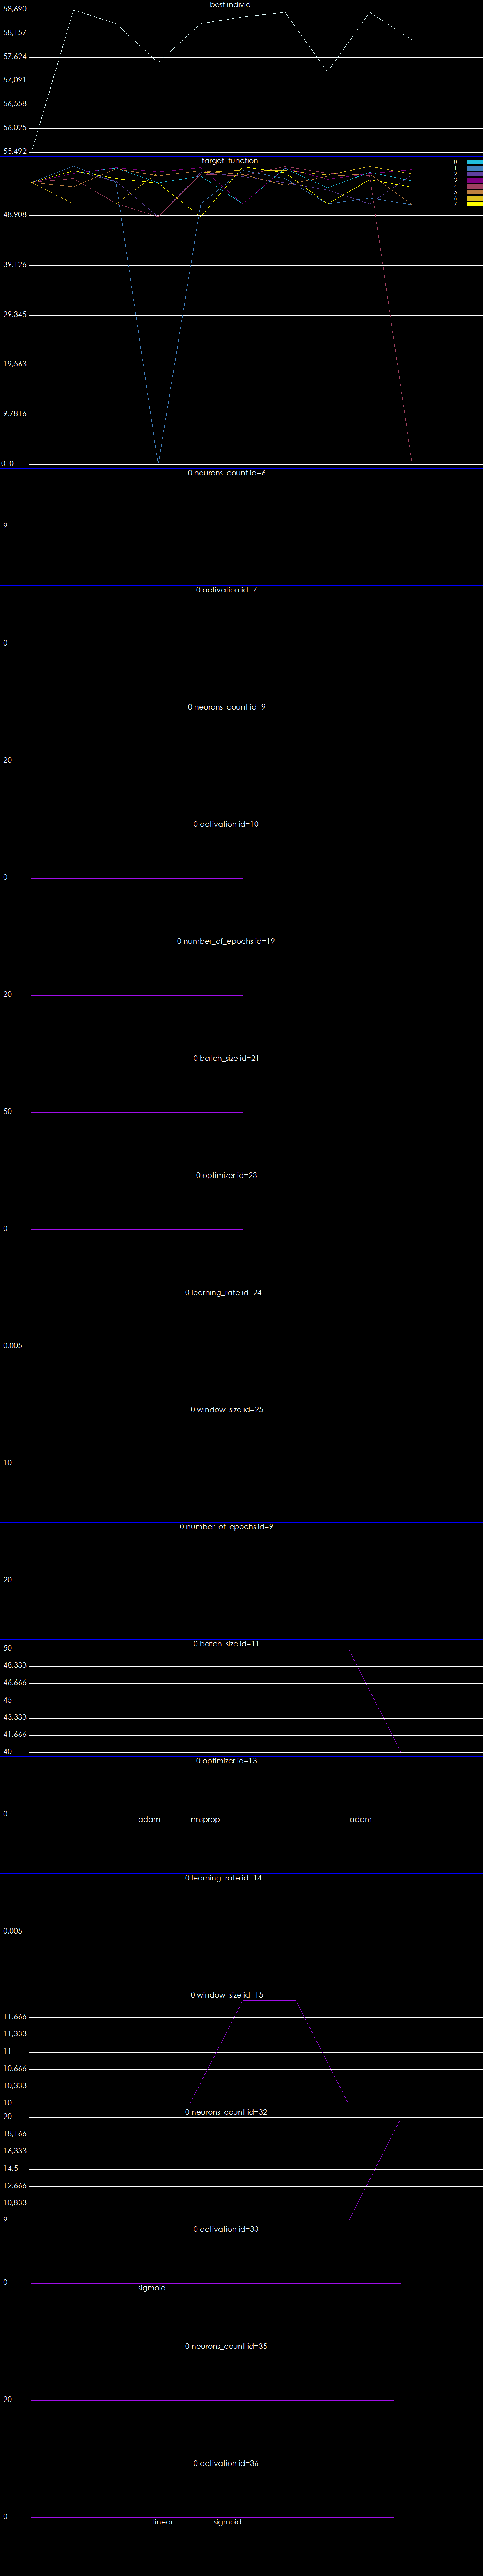 best individ
58,690
58,157
57,624
57,091
56,558
56,025
55,492
target_function
[0]
[1]
[2]
[3]
[4]
[5]
[6]
[7]
48,908
39,126
29,345
19,563
9,7816
0 0
0 neurons_count id=6
9
0 activation id=7
0
0 neurons_count id=9
20
0 activation id=10
0
0 number_of_epochs id=19
20
0 batch_size id=21
50
0 optimizer id=23
0
0 learning_rate id=24
0,005
0 window_size id=25
10
0 number_of_epochs id=9
20
0 batch_size id=11
50
48,333
46,666
45
43,333
41,666
40
0 optimizer id=13
0
adam rmsprop adam
0 learning_rate id=14
0,005
0 window_size id=15
11,666
11,333
11
10,666
10,333
10
0 neurons_count id=32
20
18,166
16,333
14,5
12,666
10,833
9
0 activation id=33
0
sigmoid
0 neurons_count id=35
20
0 activation id=36
0
linear sigmoid